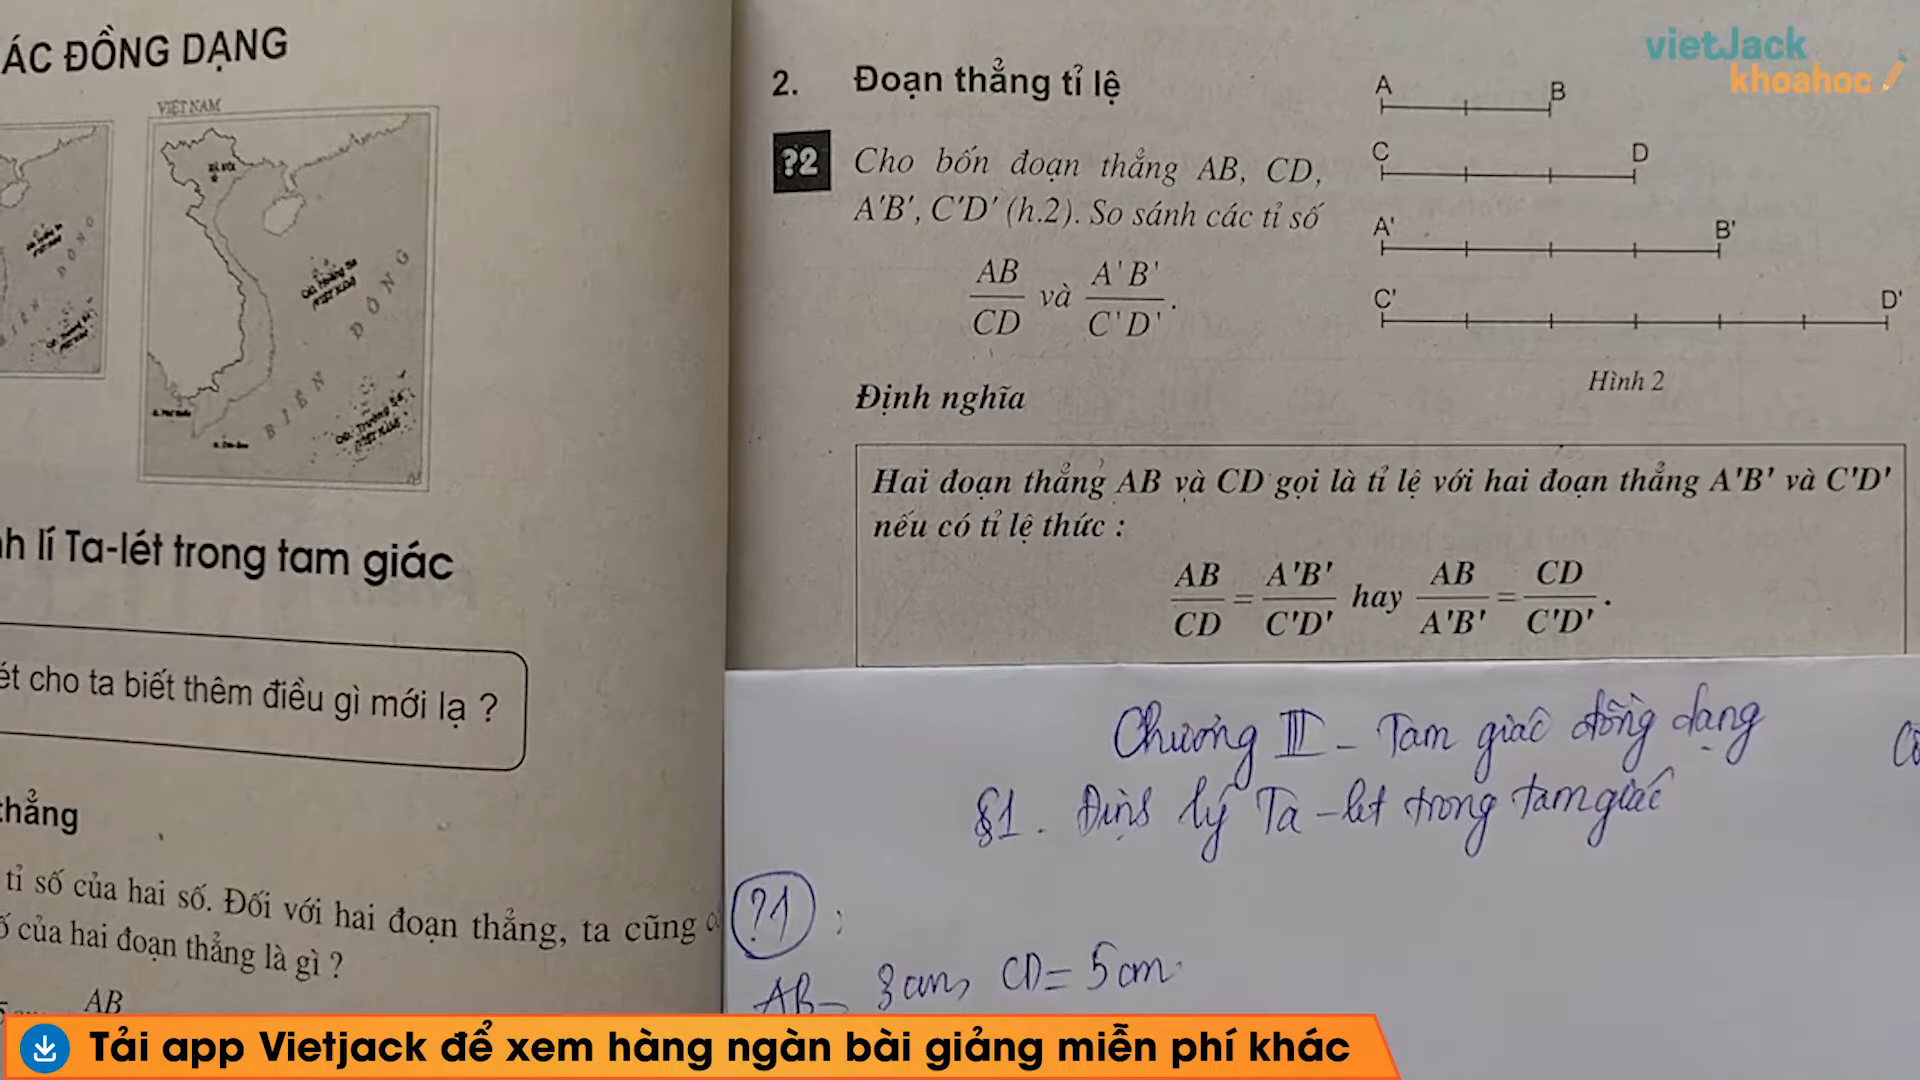 ÁC ĐỒNG DẠNG
VIỆT NAM
BIỂN ĐÔNG
lí Ta-lét trong tam giác
ét cho ta biết thêm điều gì mới lạ ?
thẳng
tỉ số của hai số. Đối với hai đoạn thẳng, ta cũng
của hai đoạn thẳng là gì ?
AB
2. Đoạn thẳng tỉ lệ
?2 Cho bốn đoạn thẳng AB, CD,
A'B', C'D' (h.2). So sánh các tỉ số
AB/CD và A'B'/C'D'.
A B
C D
A' B'
C' D'
Hình 2
Định nghĩa
Hai đoạn thẳng AB và CD gọi là tỉ lệ với hai đoạn thẳng A'B' và C'D'
nếu có tỉ lệ thức :
AB/CD = A'B'/C'D' hay AB/A'B' = CD/C'D'.
Chương III - Tam giác đồng dạng
§1. Định lý Ta-let trong tam giác
?1 :
AB = 3cm, CD = 5cm
vietJack
khoahoc
Tải app Vietjack để xem hàng ngàn bài giảng miễn phí khác